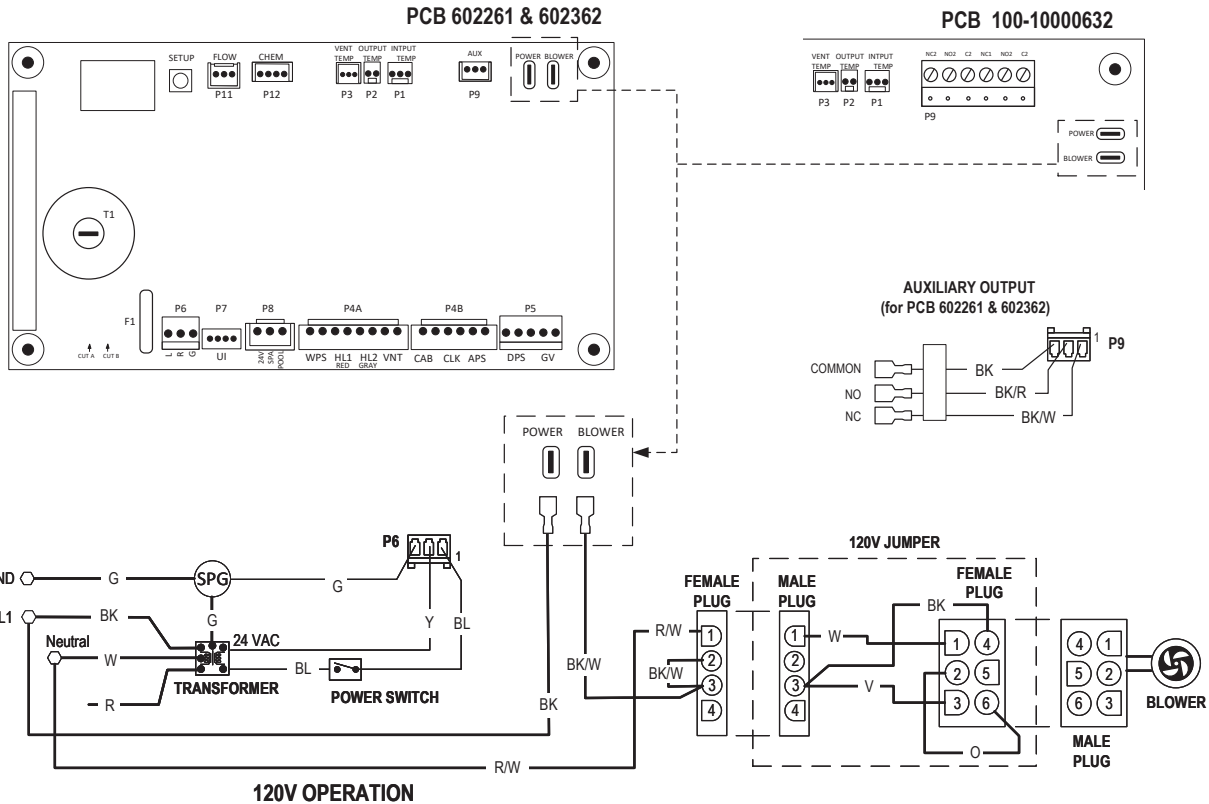 PCB 602261 & 602362
SETUP
FLOW
P11
CHEM
P12
VENT TEMP
P3
OUTPUT TEMP
P2
INTPUT TEMP
P1
AUX
P9
POWER
BLOWER
T1
F1
CUT A
CUT B
P6
L
R
G
P7
UI
P8
24V
SPA
POOL
P4A
WPS
HL1
RED
HL2
GRAY
VNT
P4B
CAB
CLK
APS
P5
DPS
GV
PCB 100-10000632
VENT TEMP
P3
OUTPUT TEMP
P2
INTPUT TEMP
P1
NC2
NO2
C2
NC1
NO2
C2
P9
POWER
BLOWER
AUXILIARY OUTPUT
(for PCB 602261 & 602362)
COMMON
NO
NC
BK
BK/R
BK/W
1
P9
POWER
BLOWER
P6
1
ND
G
SPG
G
G
L1
BK
Neutral
W
R
24 VAC
TRANSFORMER
Y
BL
BL
POWER SWITCH
BK
BK/W
R/W
R/W
BK/W
FEMALE PLUG
1
2
3
4
120V JUMPER
MALE PLUG
1
2
3
4
W
BK
V
O
FEMALE PLUG
1
4
2
5
3
6
4
1
5
2
6
3
MALE PLUG
BLOWER
120V OPERATION